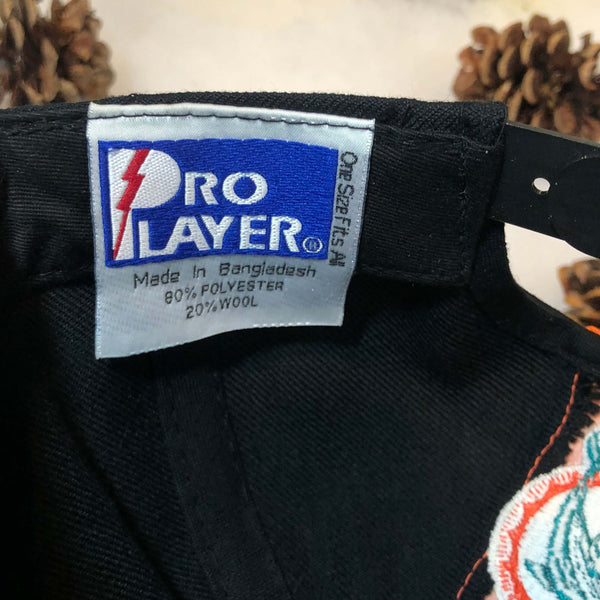 PRO
PLAYER®
Made In Bangladesh
80% POLYESTER
20% WOOL
One Size Fits All